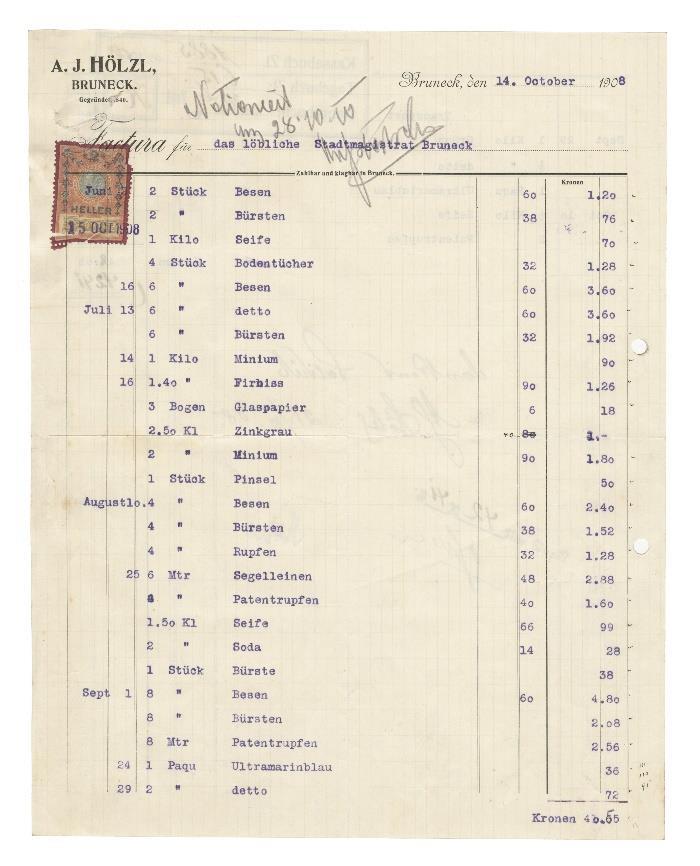 A. J. HÖLZL,
BRUNECK.
Gegründet 1840.
Bruneck, den 14. October 1908
Notioniert
am 28.10.10
Factura für das löbliche Stadtmagistrat Bruneck
Zahlbar und klagbar in Bruneck.
Kronen
HELLER
15 OCT 1908
Juni 2 Stück Besen 60 1.20
2 " Bürsten 38 76
1 Kilo Seife 70
4 Stück Bodentücher 32 1.28
16 6 " Besen 60 3.60
Juli 13 6 " detto 60 3.60
6 " Bürsten 32 1.92
14 1 Kilo Minium 90
16 1.40 " Firniss 90 1.26
3 Bogen Glaspapier 6 18
2.50 Kl Zinkgrau 40 80 1.-
2 " Minium 90 1.80
1 Stück Pinsel 50
August10. 4 " Besen 60 2.40
4 " Bürsten 38 1.52
4 " Rupfen 32 1.28
25 6 Mtr Segelleinen 48 2.88
4 " Patentrupfen 40 1.60
1.50 Kl Seife 66 99
2 " Soda 14 28
1 Stück Bürste 38
Sept 1 8 " Besen 60 4.80
8 " Bürsten 2.08
8 Mtr Patentrupfen 2.56
24 1 Paqu Ultramarinblau 36
29 2 " detto 72
Kronen 40.55